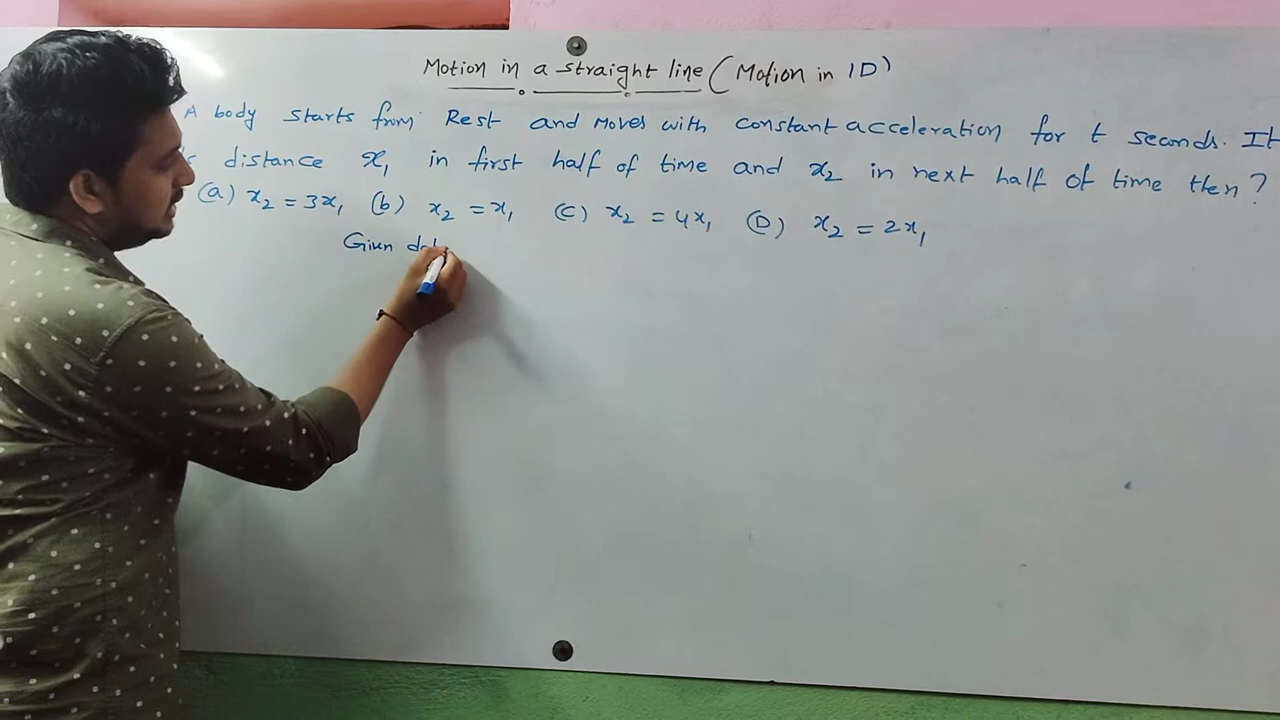 Motion in a straight line (Motion in 1D)
A body starts from Rest and Moves with constant acceleration for t seconds. It
distance x₁ in first half of time and x₂ in next half of time then?
(a) x₂ = 3x₁ (b) x₂ = x₁ (C) x₂ = 4x₁ (D) x₂ = 2x₁
Given